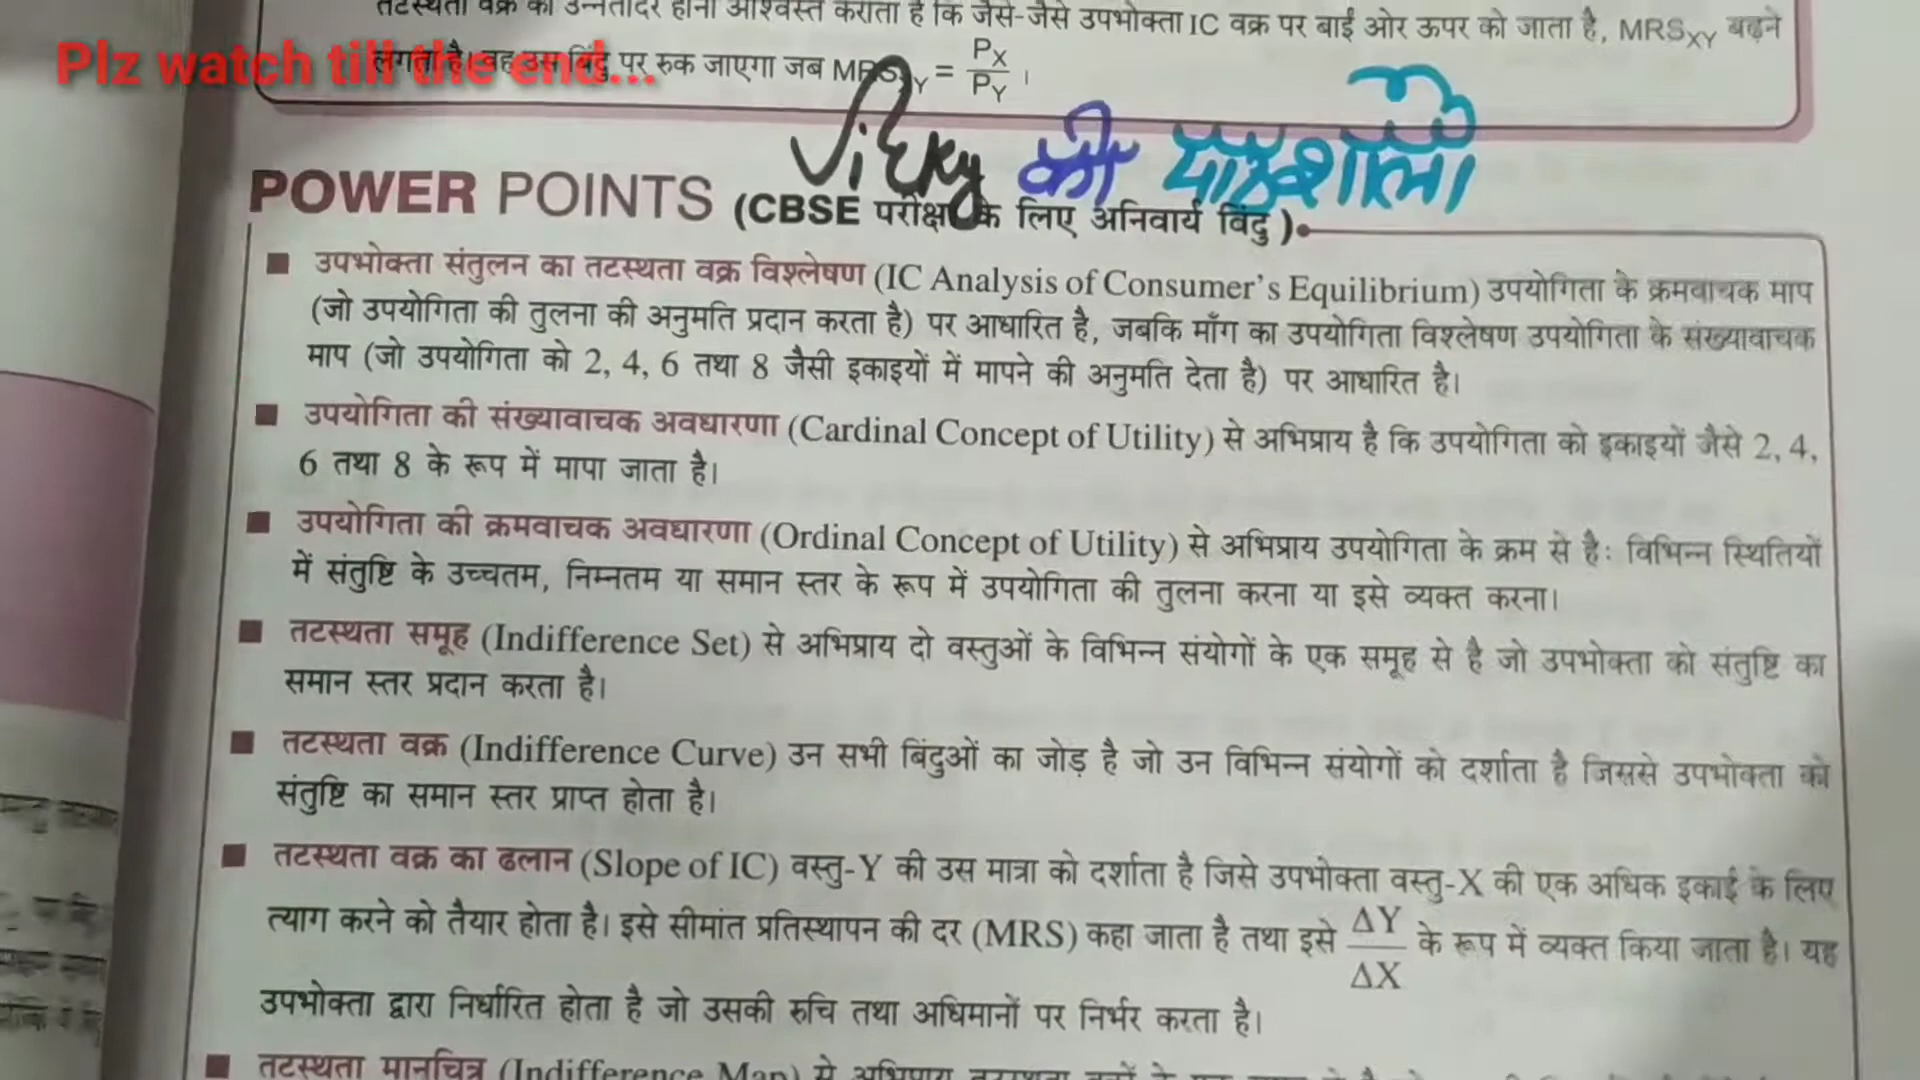 तटस्थता वक्र का उन्नतोदर होना आश्वस्त कराता है कि जैसे-जैसे उपभोक्ता IC वक्र पर बाईं ओर ऊपर को जाता है, MRSXY बढ़ने
Plz watch till the end...
लगता है। वह उस बिंदु पर रुक जाएगा जब MRSXY = PX/PY ।
Vicky की पाठशाला में
POWER POINTS (CBSE परीक्षा के लिए अनिवार्य बिंदु)
■ उपभोक्ता संतुलन का तटस्थता वक्र विश्लेषण (IC Analysis of Consumer's Equilibrium) उपयोगिता के क्रमवाचक माप
(जो उपयोगिता की तुलना की अनुमति प्रदान करता है) पर आधारित है, जबकि माँग का उपयोगिता विश्लेषण उपयोगिता के संख्यावाचक
माप (जो उपयोगिता को 2, 4, 6 तथा 8 जैसी इकाइयों में मापने की अनुमति देता है) पर आधारित है।
■ उपयोगिता की संख्यावाचक अवधारणा (Cardinal Concept of Utility) से अभिप्राय है कि उपयोगिता को इकाइयों जैसे 2, 4,
6 तथा 8 के रूप में मापा जाता है।
■ उपयोगिता की क्रमवाचक अवधारणा (Ordinal Concept of Utility) से अभिप्राय उपयोगिता के क्रम से है: विभिन्न स्थितियों
में संतुष्टि के उच्चतम, निम्नतम या समान स्तर के रूप में उपयोगिता की तुलना करना या इसे व्यक्त करना।
■ तटस्थता समूह (Indifference Set) से अभिप्राय दो वस्तुओं के विभिन्न संयोगों के एक समूह से है जो उपभोक्ता को संतुष्टि का
समान स्तर प्रदान करता है।
■ तटस्थता वक्र (Indifference Curve) उन सभी बिंदुओं का जोड़ है जो उन विभिन्न संयोगों को दर्शाता है जिससे उपभोक्ता को
संतुष्टि का समान स्तर प्राप्त होता है।
■ तटस्थता वक्र का ढलान (Slope of IC) वस्तु-Y की उस मात्रा को दर्शाता है जिसे उपभोक्ता वस्तु-X की एक अधिक इकाई के लिए
त्याग करने को तैयार होता है। इसे सीमांत प्रतिस्थापन की दर (MRS) कहा जाता है तथा इसे ΔY/ΔX के रूप में व्यक्त किया जाता है। यह
उपभोक्ता द्वारा निर्धारित होता है जो उसकी रुचि तथा अधिमानों पर निर्भर करता है।
■ तटस्थता मानचित्र (Indifference Map) से अभिप्राय